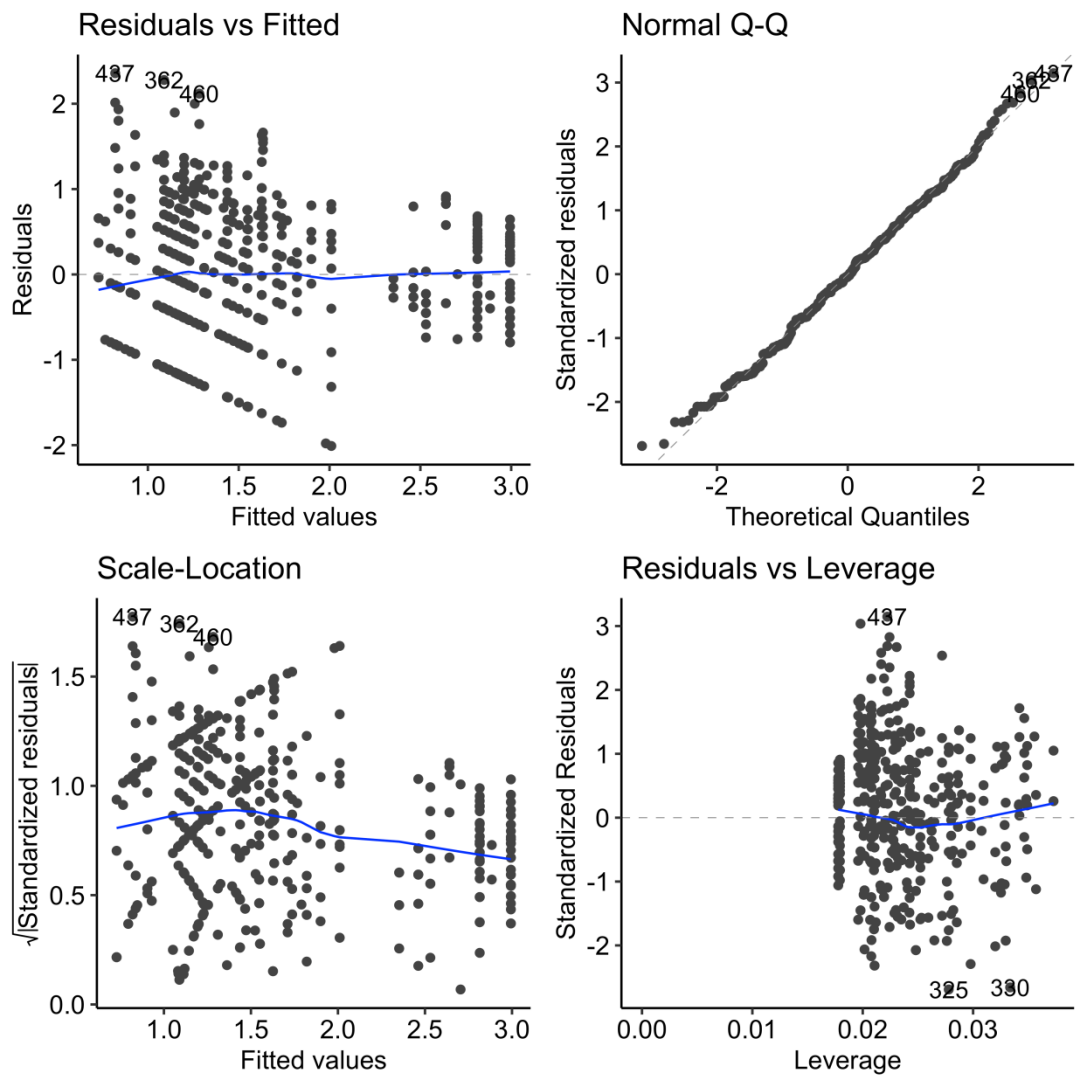 Residuals vs Fitted
437
362
460
2
1
0
-1
-2
Residuals
1.0 1.5 2.0 2.5 3.0
Fitted values
Normal Q-Q
437
362
460
3
2
1
0
-1
-2
Standardized residuals
-2 0 2
Theoretical Quantiles
Scale-Location
437
362
460
1.5
1.0
0.5
0.0
√|Standardized residuals|
1.0 1.5 2.0 2.5 3.0
Fitted values
Residuals vs Leverage
437
3
2
1
0
-1
-2
325
330
Standardized Residuals
0.00 0.01 0.02 0.03
Leverage